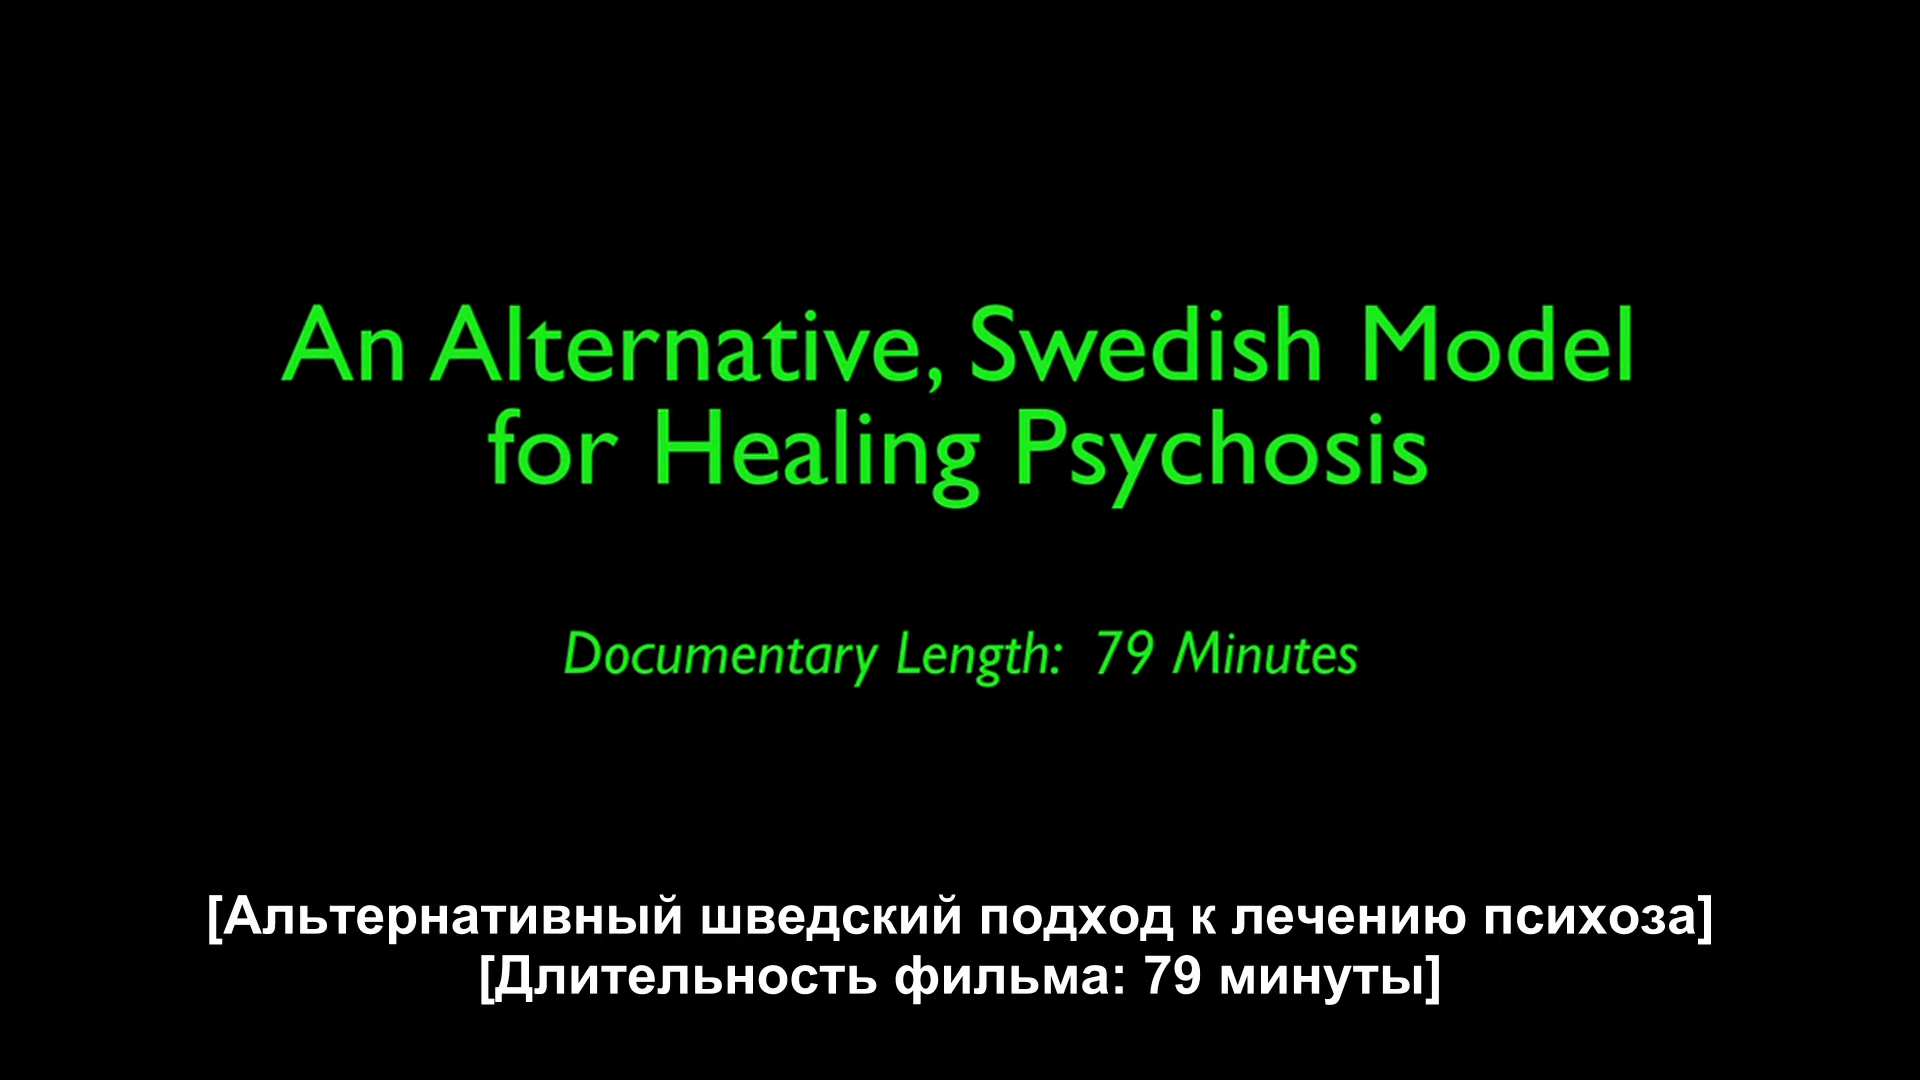 An Alternative, Swedish Model
for Healing Psychosis
Documentary Length: 79 Minutes
[Альтернативный шведский подход к лечению психоза]
[Длительность фильма: 79 минуты]